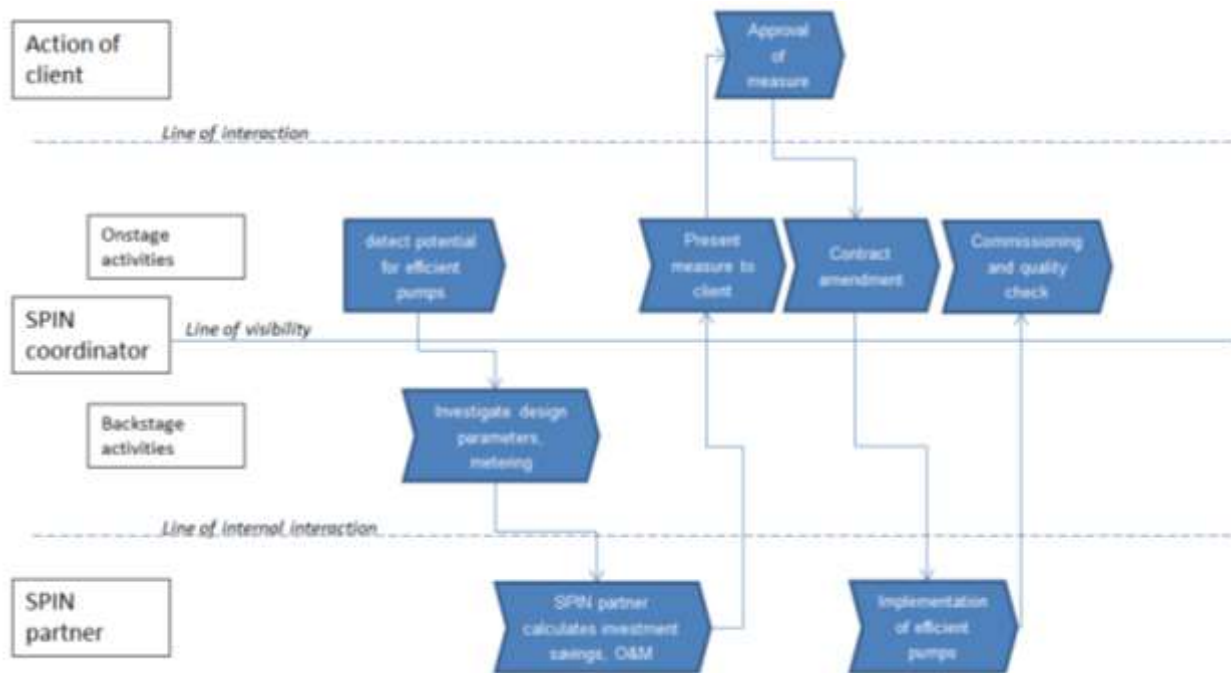 Action of
client
Approval
of
measure
Line of interaction
Onstage
activities
detect potential
for efficient
pumps
Present
measure to
client
Contract
amendment
Commissioning
and quality
check
SPIN
coordinator
Line of visibility
Backstage
activities
Investigate design
parameters,
metering
Line of internal interaction
SPIN
partner
SPIN partner
calculates investment
savings, O&M
Implementation
of efficient
pumps